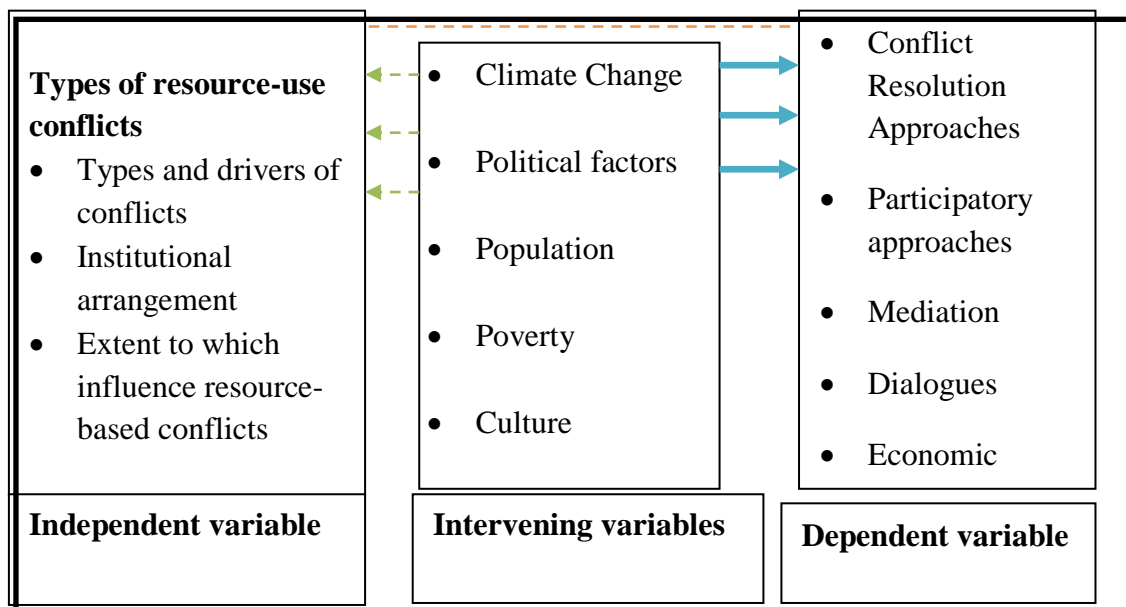 Types of resource-use
conflicts
• Types and drivers of
conflicts
• Institutional
arrangement
• Extent to which
influence resource-
based conflicts
Independent variable
• Climate Change
• Political factors
• Population
• Poverty
• Culture
Intervening variables
• Conflict
Resolution
Approaches
• Participatory
approaches
• Mediation
• Dialogues
• Economic
Dependent variable